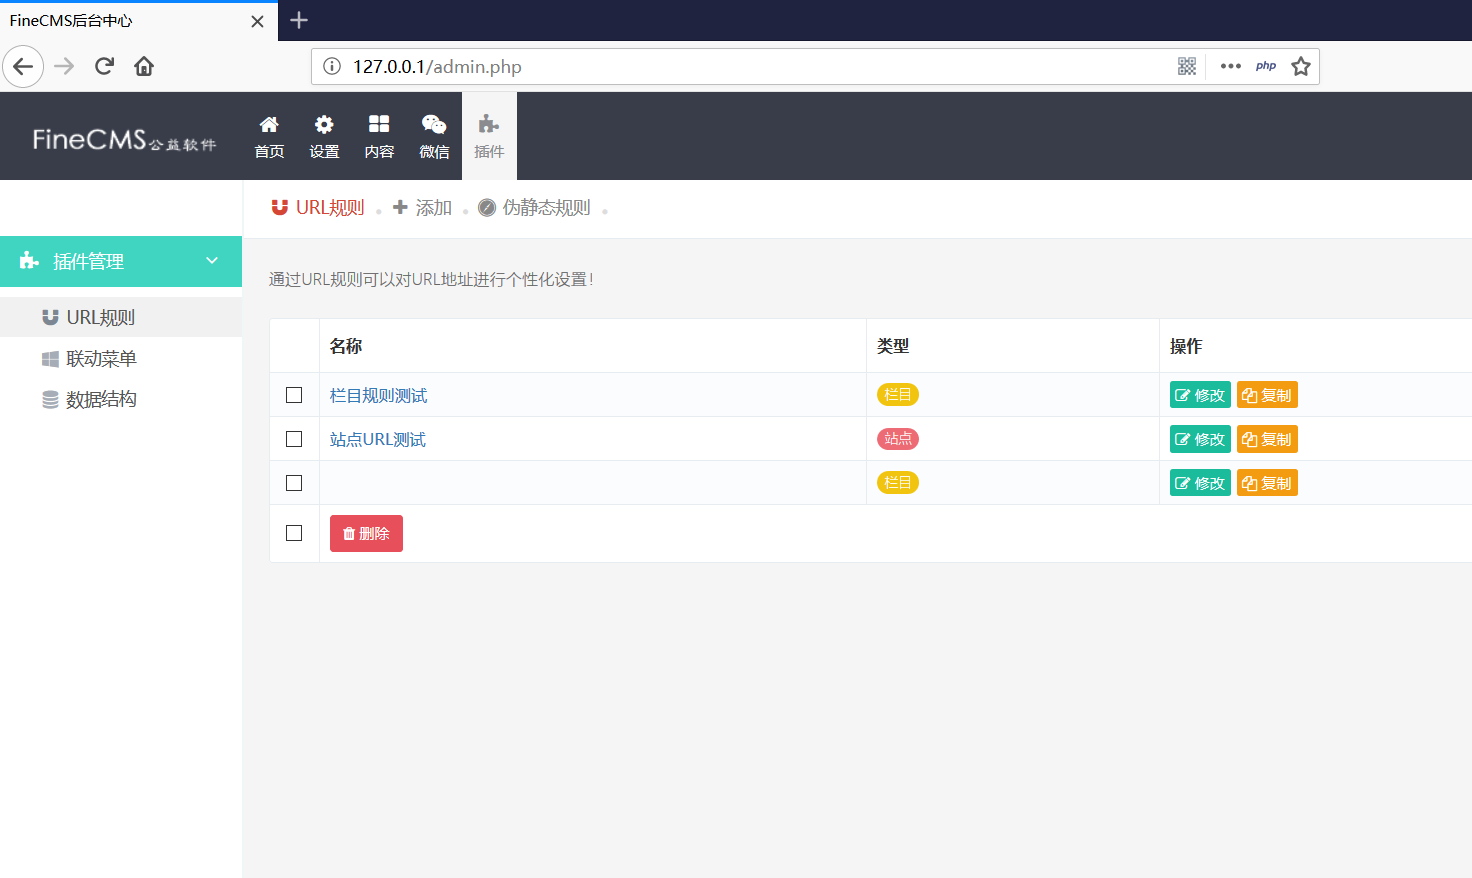 FineCMS后台中心
127.0.0.1/admin.php
php
FineCMS公益软件
首页 设置 内容 微信 插件
URL规则 添加 伪静态规则
插件管理
URL规则
联动菜单
数据结构
通过URL规则可以对URL地址进行个性化设置!
名称 类型 操作
栏目规则测试 栏目 修改 复制
站点URL测试 站点 修改 复制
栏目 修改 复制
删除